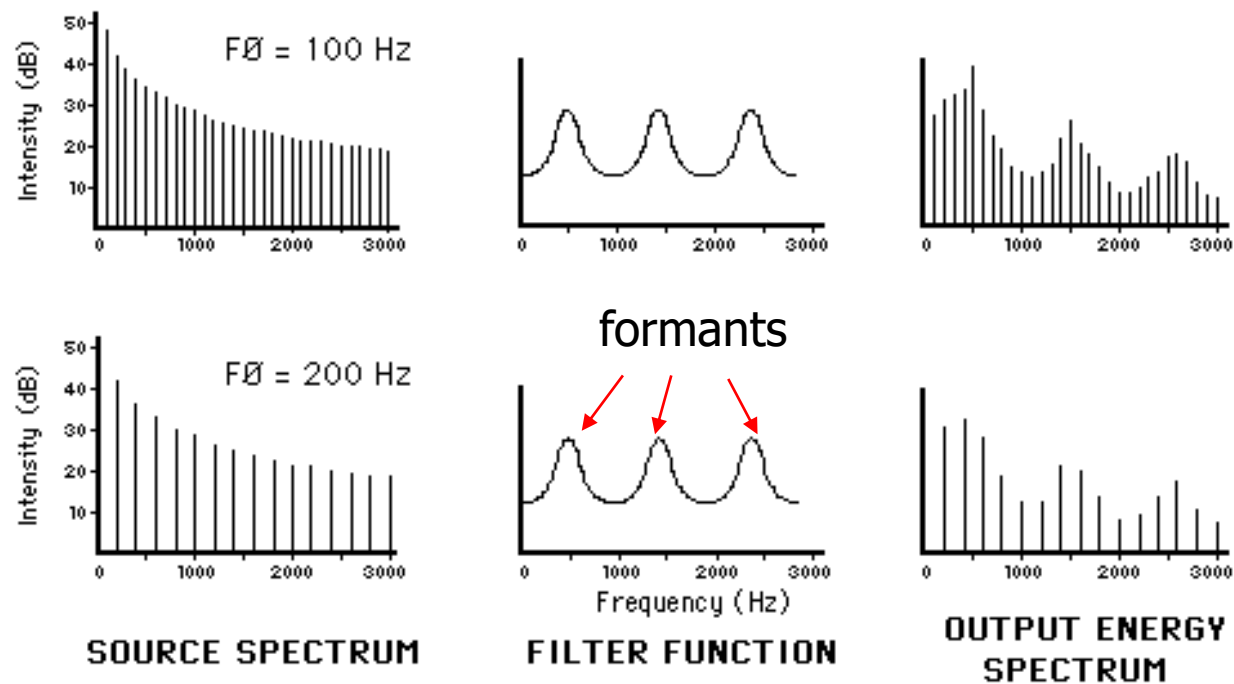 Intensity (dB)
50
40
30
20
10
FØ = 100 Hz
0 1000 2000 3000
0 1000 2000 3000
0 1000 2000 3000
formants
Intensity (dB)
50
40
30
20
10
FØ = 200 Hz
0 1000 2000 3000
0 1000 2000 3000
Frequency (Hz)
0 1000 2000 3000
SOURCE SPECTRUM
FILTER FUNCTION
OUTPUT ENERGY
SPECTRUM